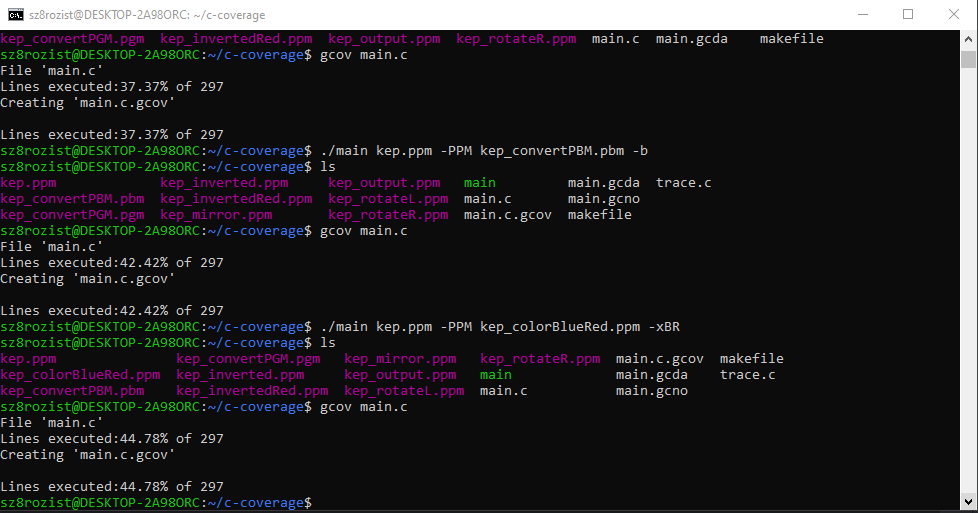 sz8rozist@DESKTOP-2A98ORC: ~/c-coverage
kep_convertPGM.pgm  kep_invertedRed.ppm  kep_output.ppm  kep_rotateR.ppm  main.c  main.gcda    makefile
sz8rozist@DESKTOP-2A98ORC:~/c-coverage$ gcov main.c
File 'main.c'
Lines executed:37.37% of 297
Creating 'main.c.gcov'

Lines executed:37.37% of 297
sz8rozist@DESKTOP-2A98ORC:~/c-coverage$ ./main kep.ppm -PPM kep_convertPBM.pbm -b
sz8rozist@DESKTOP-2A98ORC:~/c-coverage$ ls
kep.ppm             kep_inverted.ppm     kep_output.ppm   main         main.gcda  trace.c
kep_convertPBM.pbm  kep_invertedRed.ppm  kep_rotateL.ppm  main.c       main.gcno
kep_convertPGM.pgm  kep_mirror.ppm       kep_rotateR.ppm  main.c.gcov  makefile
sz8rozist@DESKTOP-2A98ORC:~/c-coverage$ gcov main.c
File 'main.c'
Lines executed:42.42% of 297
Creating 'main.c.gcov'

Lines executed:42.42% of 297
sz8rozist@DESKTOP-2A98ORC:~/c-coverage$ ./main kep.ppm -PPM kep_colorBlueRed.ppm -xBR
sz8rozist@DESKTOP-2A98ORC:~/c-coverage$ ls
kep.ppm               kep_convertPGM.pgm   kep_mirror.ppm   kep_rotateR.ppm  main.c.gcov  makefile
kep_colorBlueRed.ppm  kep_inverted.ppm     kep_output.ppm   main             main.gcda    trace.c
kep_convertPBM.pbm    kep_invertedRed.ppm  kep_rotateL.ppm  main.c           main.gcno
sz8rozist@DESKTOP-2A98ORC:~/c-coverage$ gcov main.c
File 'main.c'
Lines executed:44.78% of 297
Creating 'main.c.gcov'

Lines executed:44.78% of 297
sz8rozist@DESKTOP-2A98ORC:~/c-coverage$